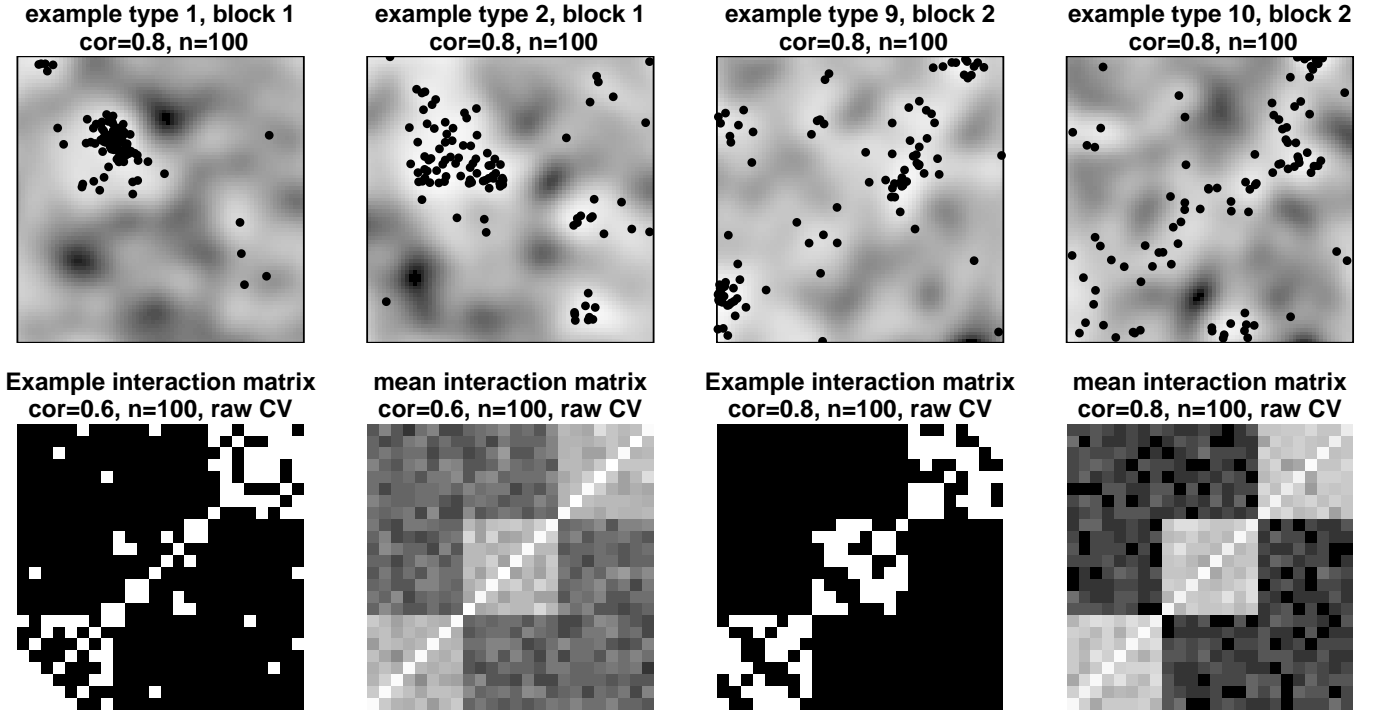 example type 1, block 1
cor=0.8, n=100
example type 2, block 1
cor=0.8, n=100
example type 9, block 2
cor=0.8, n=100
example type 10, block 2
cor=0.8, n=100
Example interaction matrix
cor=0.6, n=100, raw CV
mean interaction matrix
cor=0.6, n=100, raw CV
Example interaction matrix
cor=0.8, n=100, raw CV
mean interaction matrix
cor=0.8, n=100, raw CV